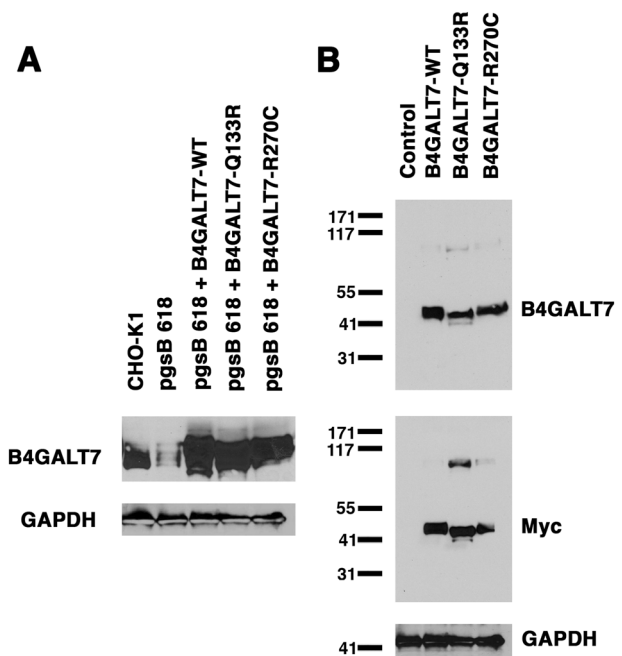 A
CHO-K1
pgsB 618
pgsB 618 + B4GALT7-WT
pgsB 618 + B4GALT7-Q133R
pgsB 618 + B4GALT7-R270C
B4GALT7
GAPDH
B
Control
B4GALT7-WT
B4GALT7-Q133R
B4GALT7-R270C
171
117
55
41
31
B4GALT7
171
117
55
41
31
Myc
41
GAPDH